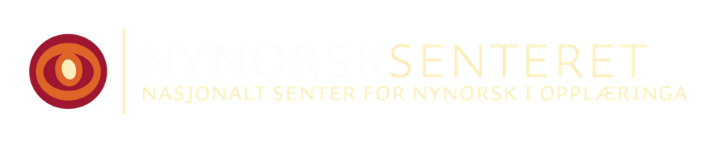 NYNORSKSENTERET
NASJONALT SENTER FOR NYNORSK I OPPLÆRINGA